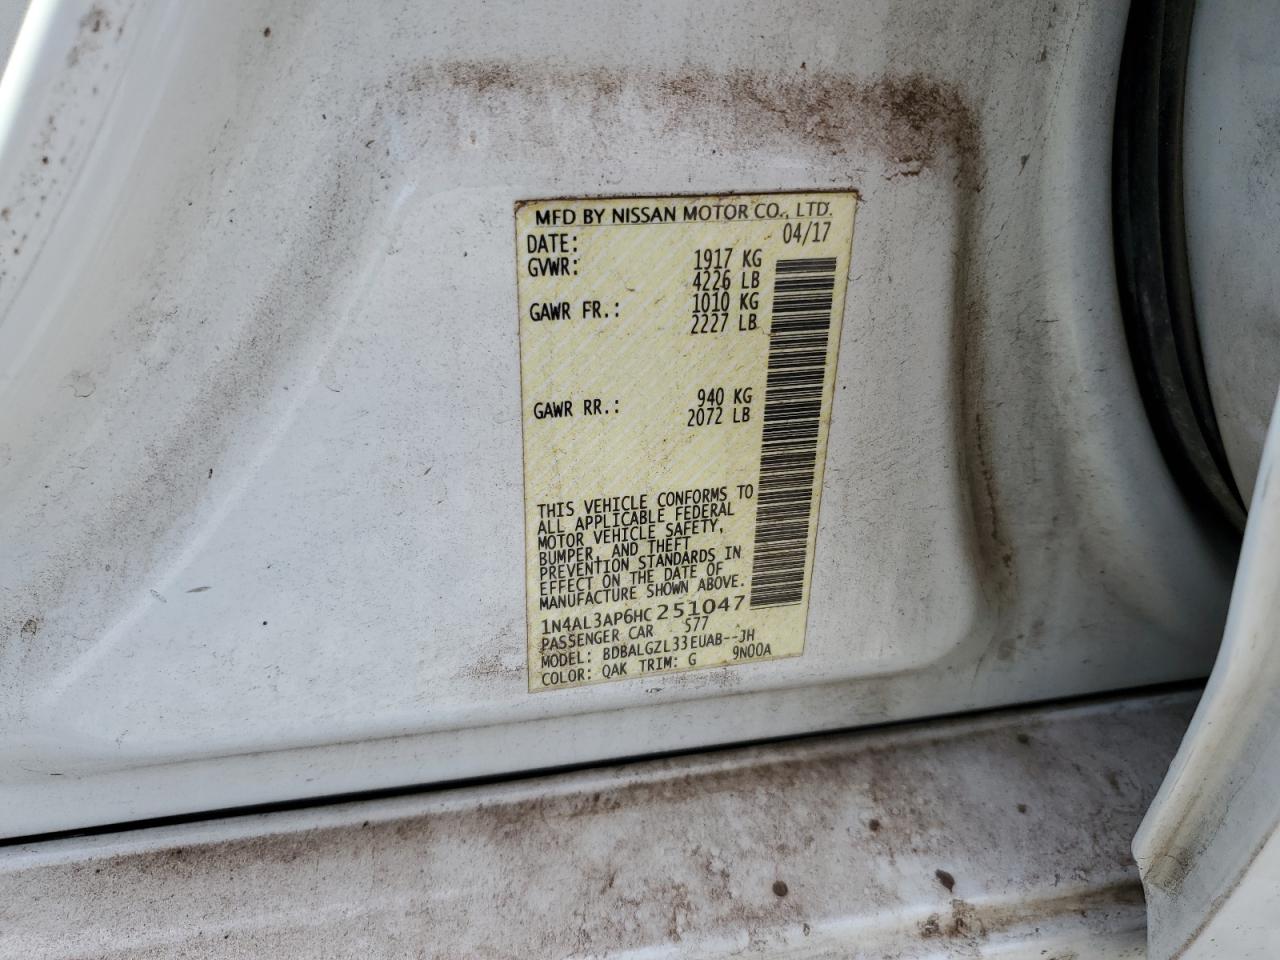 MFD BY NISSAN MOTOR CO., LTD.
DATE: 04/17
GVWR: 1917 KG
4226 LB
GAWR FR.: 1010 KG
2227 LB
GAWR RR.: 940 KG
2072 LB
THIS VEHICLE CONFORMS TO
ALL APPLICABLE FEDERAL
MOTOR VEHICLE SAFETY,
BUMPER, AND THEFT
PREVENTION STANDARDS IN
EFFECT ON THE DATE OF
MANUFACTURE SHOWN ABOVE.
1N4AL3AP6HC251047
PASSENGER CAR 577
MODEL: BDBALGZL33EUAB--JH
COLOR: QAK TRIM: G 9N00A